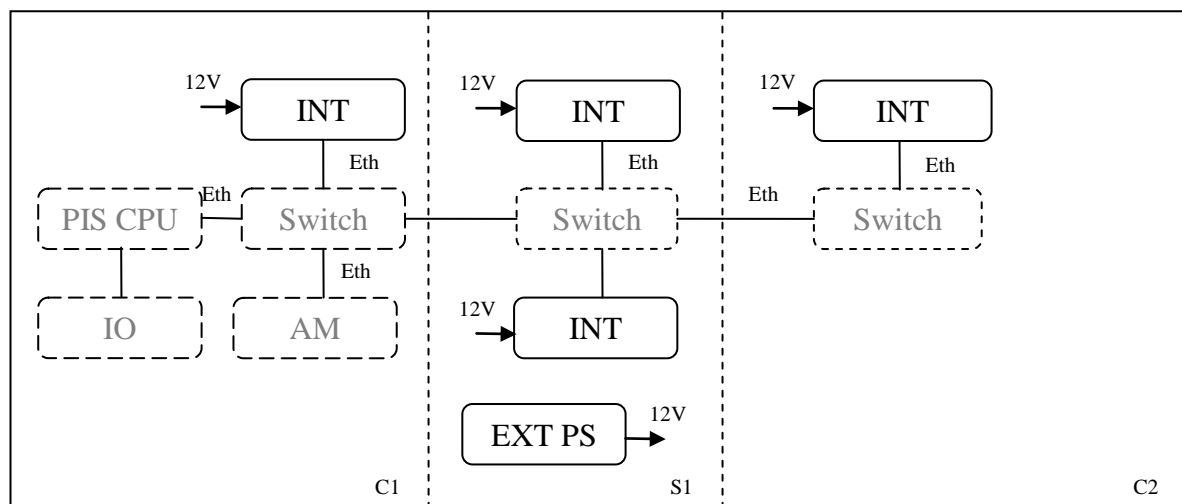 12V
INT
Eth
12V
INT
Eth
12V
INT
Eth
PIS CPU
Eth
Switch
Switch
Eth
Switch
Eth
IO
AM
12V
INT
EXT PS
12V
C1
S1
C2